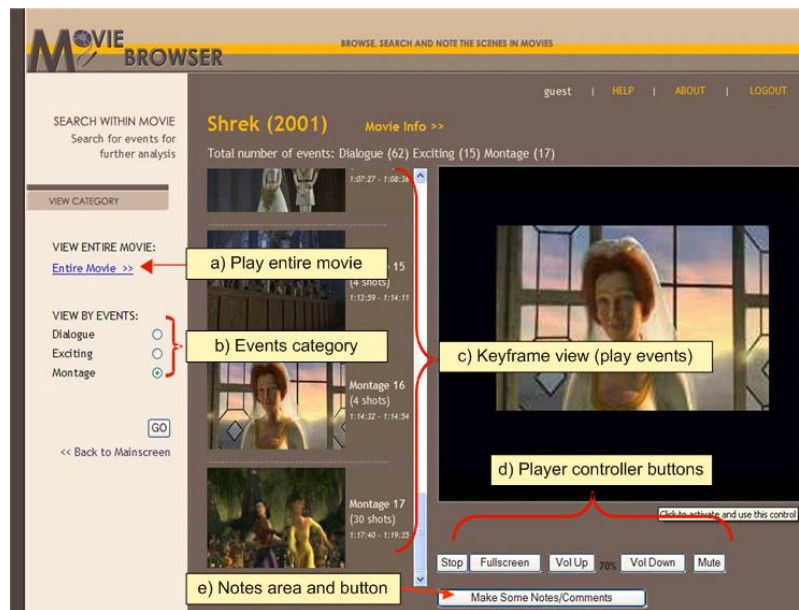 MOVIE
BROWSER
BROWSE, SEARCH AND NOTE THE SCENES IN MOVIES
guest | HELP | ABOUT | LOGOUT
SEARCH WITHIN MOVIE
Search for events for
further analysis
VIEW CATEGORY
VIEW ENTIRE MOVIE:
Entire Movie >>
VIEW BY EVENTS:
Dialogue
Exciting
Montage
GO
<< Back to Mainscreen
Shrek (2001) Movie Info >>
Total number of events: Dialogue (62) Exciting (15) Montage (17)
1:07:27 - 1:08:36
a) Play entire movie
15
(4 shots)
1:13:59 - 1:14:11
b) Events category
c) Keyframe view (play events)
Montage 16
(4 shots)
1:14:32 - 1:14:54
Montage 17
(30 shots)
1:17:40 - 1:19:35
d) Player controller buttons
Click to activate and use this control
Stop Fullscreen Vol Up 70% Vol Down Mute
e) Notes area and button
Make Some Notes/Comments